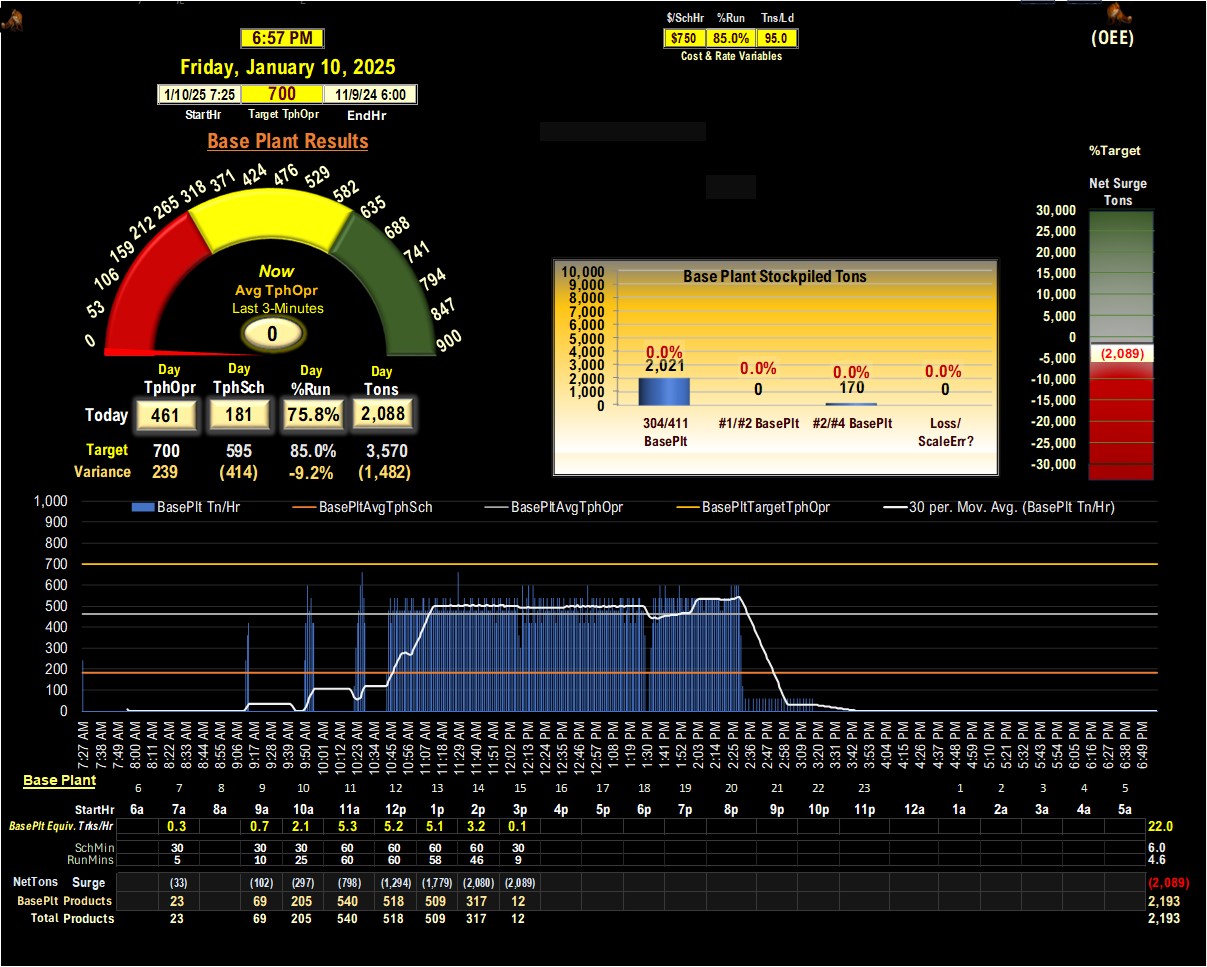 $/SchHr %Run Tns/Ld
$750 85.0% 95.0
Cost & Rate Variables
(OEE)
6:57 PM
Friday, January 10, 2025
1/10/25 7:25 700 11/9/24 6:00
StartHr Target TphOpr EndHr
Base Plant Results
0 53 106 159 212 265 318 371 424 476 529 582 635 688 741 794 847 900
Now
Avg TphOpr
Last 3-Minutes
0
Day Day Day Day
TphOpr TphSch %Run Tons
Today 461 181 75.8% 2,088
Target 700 595 85.0% 3,570
Variance 239 (414) -9.2% (1,482)
Base Plant Stockpiled Tons
10,000
9,000
8,000
7,000
6,000
5,000
4,000
3,000
2,000
1,000
0
0.0% 0.0% 0.0% 0.0%
2,021 0 170 0
304/411 #1/#2 BasePlt #2/#4 BasePlt Loss/
BasePlt ScaleErr?
%Target
Net Surge
Tons
30,000
25,000
20,000
15,000
10,000
5,000
0
-5,000
-10,000
-15,000
-20,000
-25,000
-30,000
(2,089)
BasePlt Tn/Hr BasePltAvgTphSch BasePltAvgTphOpr BasePltTargetTphOpr 30 per. Mov. Avg. (BasePlt Tn/Hr)
1,000
900
800
700
600
500
400
300
200
100
0
7:27 AM 7:38 AM 7:49 AM 8:00 AM 8:11 AM 8:22 AM 8:33 AM 8:44 AM 8:55 AM 9:06 AM 9:17 AM 9:28 AM 9:39 AM 9:50 AM 10:01 AM 10:12 AM 10:23 AM 10:34 AM 10:45 AM 10:56 AM 11:07 AM 11:18 AM 11:29 AM 11:40 AM 11:51 AM 12:02 PM 12:13 PM 12:24 PM 12:35 PM 12:46 PM 12:57 PM 1:08 PM 1:19 PM 1:30 PM 1:41 PM 1:52 PM 2:03 PM 2:14 PM 2:25 PM 2:36 PM 2:47 PM 2:58 PM 3:09 PM 3:20 PM 3:31 PM 3:42 PM 3:53 PM 4:04 PM 4:15 PM 4:26 PM 4:37 PM 4:48 PM 4:59 PM 5:10 PM 5:21 PM 5:32 PM 5:43 PM 5:54 PM 6:05 PM 6:16 PM 6:27 PM 6:38 PM 6:49 PM
Base Plant
6 7 8 9 10 11 12 13 14 15 16 17 18 19 20 21 22 23 1 2 3 4 5
StartHr 6a 7a 8a 9a 10a 11a 12p 1p 2p 3p 4p 5p 6p 7p 8p 9p 10p 11p 12a 1a 2a 3a 4a 5a
BasePlt Equiv. Trks/Hr 0.3 0.7 2.1 5.3 5.2 5.1 3.2 0.1 22.0
SchMin 30 30 30 60 60 60 60 30 6.0
RunMins 5 10 25 60 60 58 46 9 4.6
NetTons Surge (33) (102) (297) (798) (1,294) (1,779) (2,080) (2,089) (2,089)
BasePlt Products 23 69 205 540 518 509 317 12 2,193
Total Products 23 69 205 540 518 509 317 12 2,193